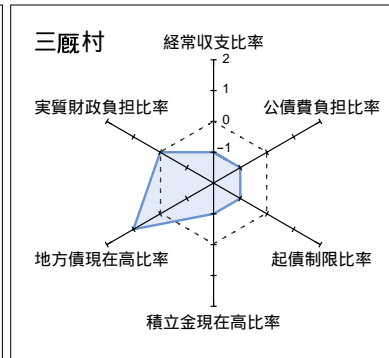 三厩村
経常収支比率
2
1
0
−1
実質財政負担比率
公債費負担比率
地方債現在高比率
起債制限比率
積立金現在高比率